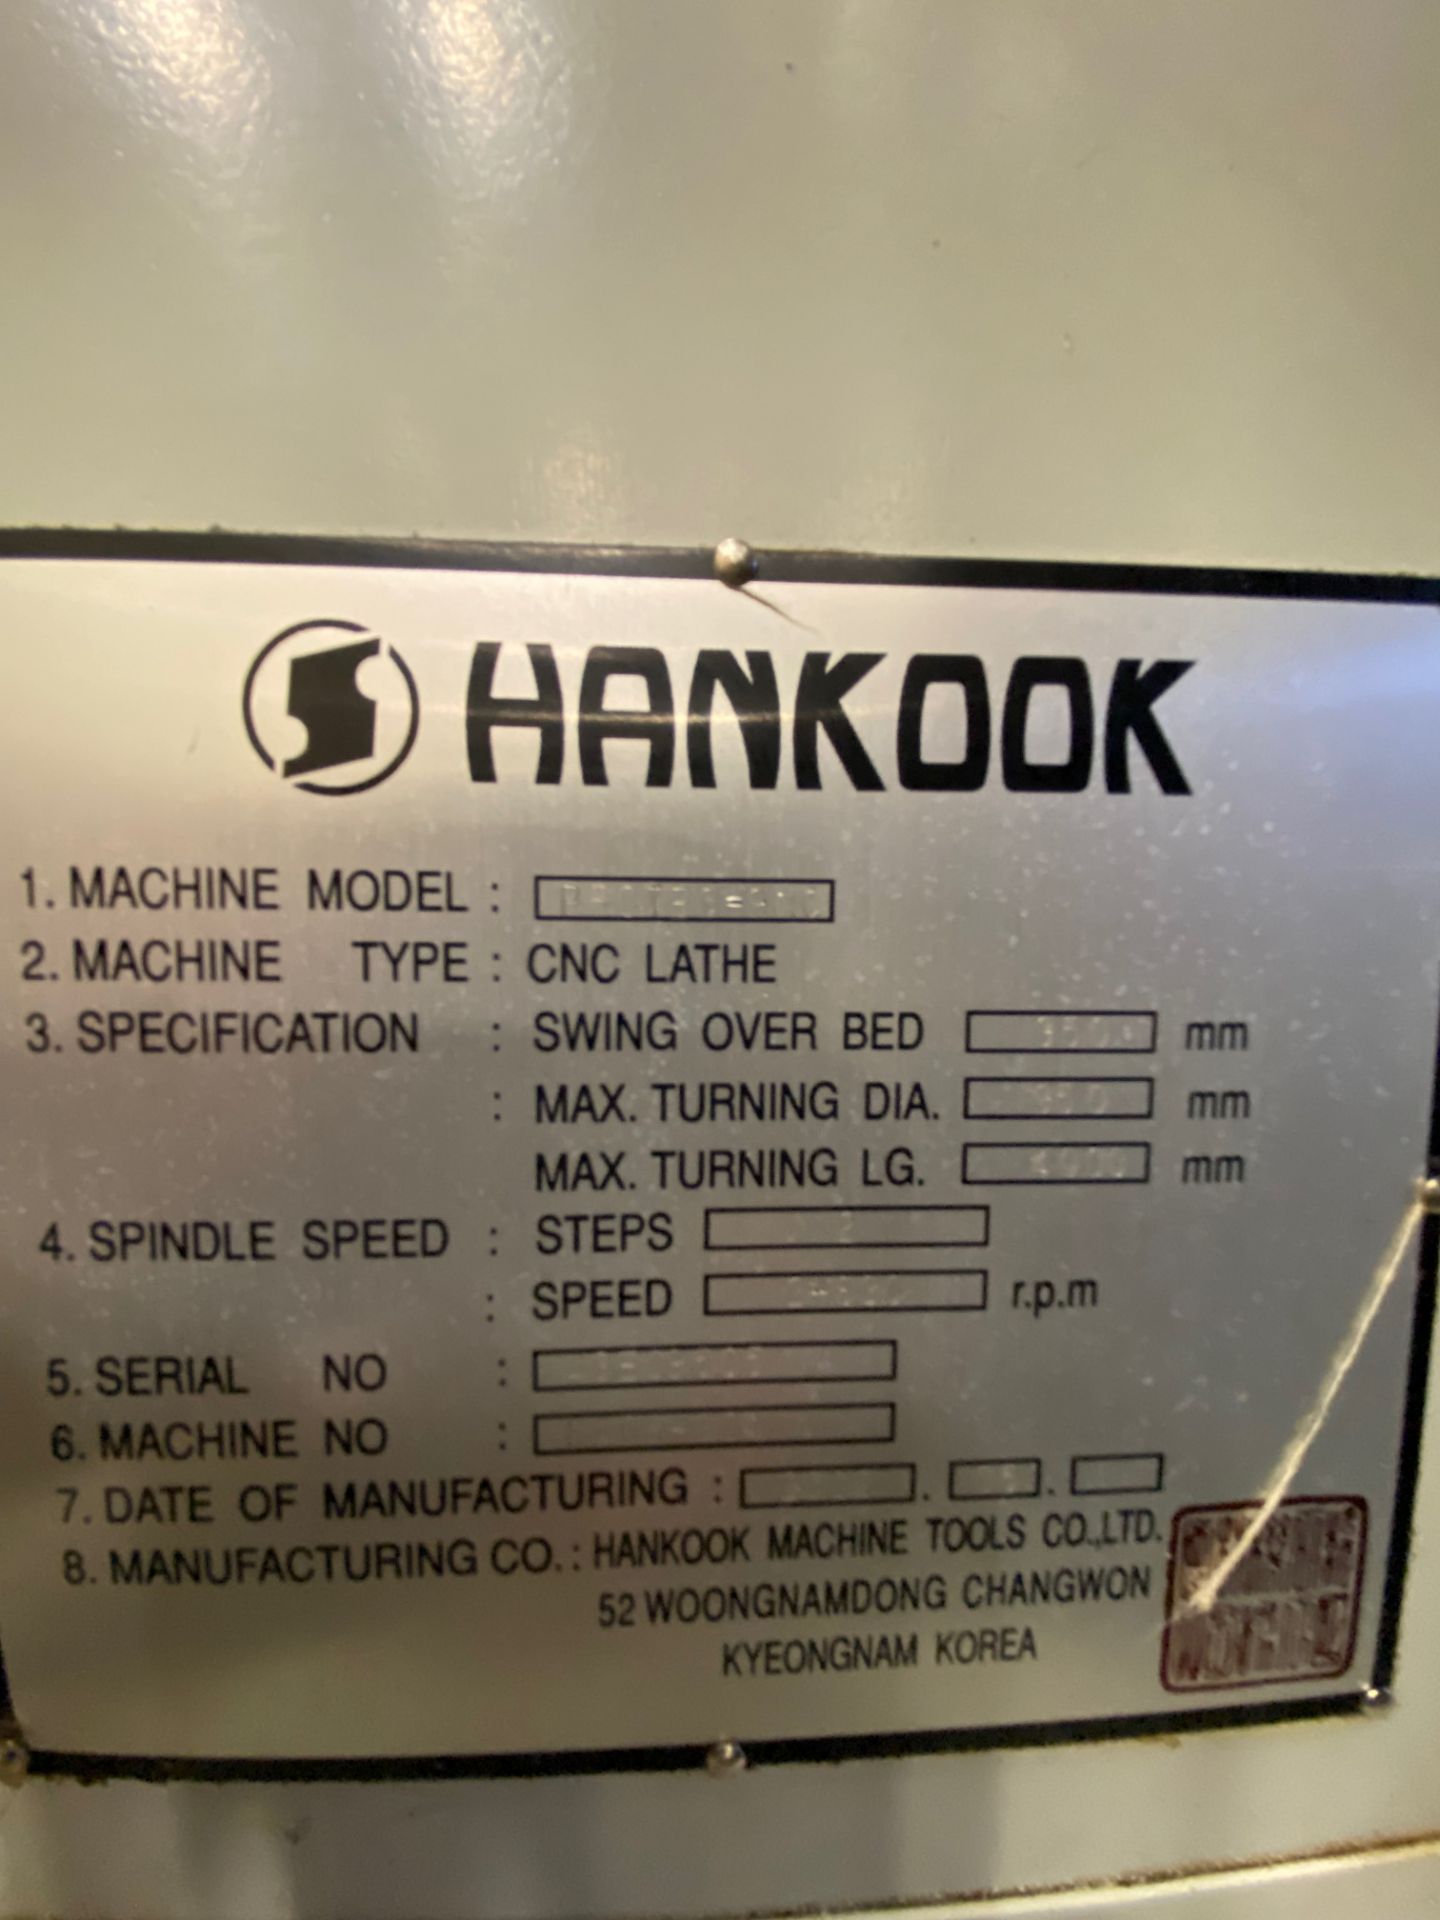 HANKOOK
1. MACHINE MODEL :
2. MACHINE TYPE : CNC LATHE
3. SPECIFICATION : SWING OVER BED mm
: MAX. TURNING DIA. mm
MAX. TURNING LG. mm
4. SPINDLE SPEED : STEPS
: SPEED r.p.m
5. SERIAL NO :
6. MACHINE NO :
7. DATE OF MANUFACTURING : . .
8. MANUFACTURING CO. : HANKOOK MACHINE TOOLS CO.,LTD.
52 WOONGNAMDONG CHANGWON
KYEONGNAM KOREA